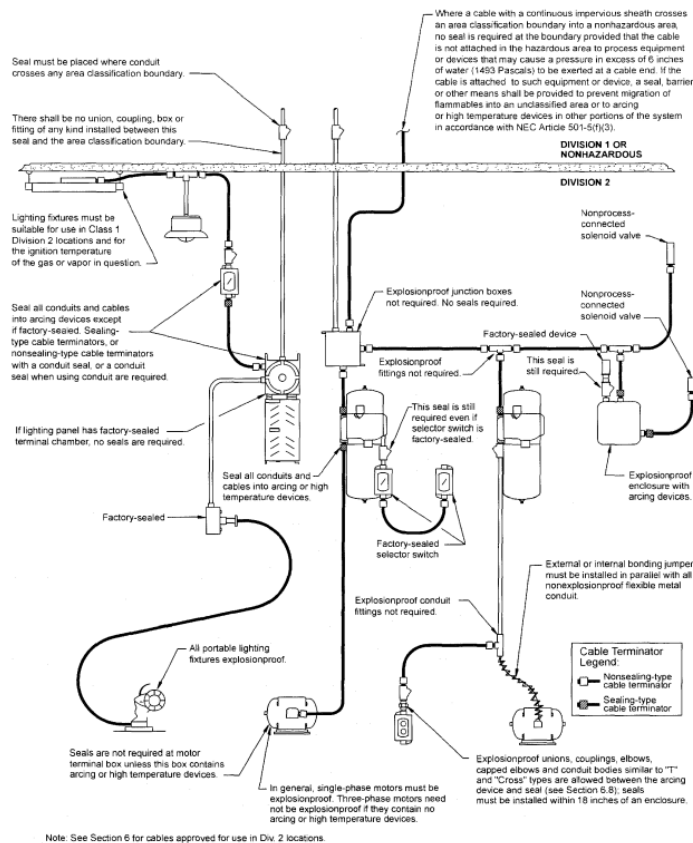 Where a cable with a continuous impervious sheath crosses
an area classification boundary into a nonhazardous area,
no seal is required at the boundary provided that the cable
is not attached in the hazardous area to process equipment
or devices that may cause a pressure in excess of 6 inches
of water (1493 Pascals) to be exerted at a cable end. If the
cable is attached to such equipment or device, a seal, barrier
or other means shall be provided to prevent migration of
flammables into an unclassified area or to arcing
or high temperature devices in other portions of the system
in accordance with NEC Article 501-5(f)(3).
Seal must be placed where conduit
crosses any area classification boundary.
There shall be no union, coupling, box or
fitting of any kind installed between this
seal and the area classification boundary.
DIVISION 1 OR
NONHAZARDOUS
DIVISION 2
Lighting fixtures must be
suitable for use in Class 1
Division 2 locations and for
the ignition temperature
of the gas or vapor in question.
Nonprocess-
connected
solenoid valve
Explosionproof junction boxes
not required. No seals required.
Nonprocess-
connected
solenoid valve
Seal all conduits and cables
into arcing devices except
if factory-sealed. Sealing-
type cable terminators, or
nonsealing-type cable terminators
with a conduit seal, or a conduit
seal when using conduit are required.
Factory-sealed device
Explosionproof
fittings not required.
This seal is
still required.
If lighting panel has factory-sealed
terminal chamber, no seals are required.
This seal is still
required even if
selector switch is
factory-sealed.
Seal all conduits and
cables into arcing or high
temperature devices.
Explosionproof
enclosure with
arcing devices.
Factory-sealed
Factory-sealed
selector switch
External or internal bonding jumper
must be installed in parallel with all
nonexplosionproof flexible metal
conduit.
Explosionproof conduit
fittings not required.
All portable lighting
fixtures explosionproof.
Cable Terminator
Legend:
Nonsealing-type
cable terminator
Sealing-type
cable terminator
Seals are not required at motor
terminal box unless this box contains
arcing or high temperature devices.
In general, single-phase motors must be
explosionproof. Three-phase motors need
not be explosionproof if they contain no
arcing or high temperature devices.
Explosionproof unions, couplings, elbows,
capped elbows and conduit bodies similar to "T"
and "Cross" types are allowed between the arcing
device and seal (see Section 6.8); seals
must be installed within 18 inches of an enclosure.
Note: See Section 6 for cables approved for use in Div. 2 locations.